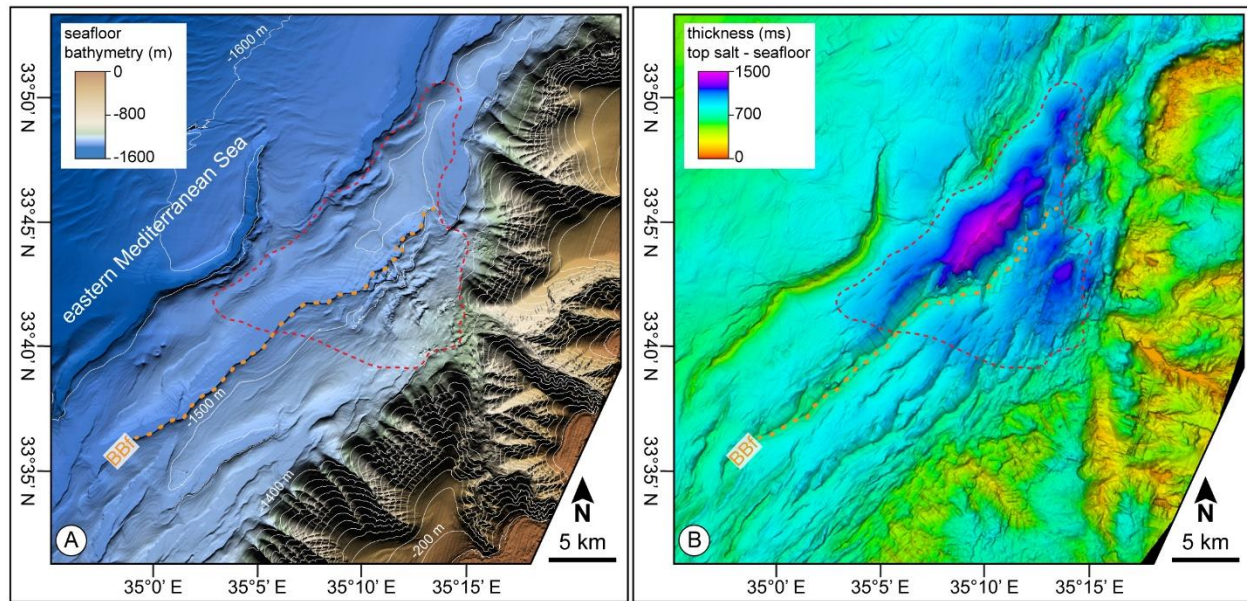 seafloor
bathymetry (m)
0
-800
-1600
-1600 m
eastern Mediterranean Sea
-1500 m
-400 m
-200 m
BBf
A
N
5 km
33°50' N
33°45' N
33°40' N
33°35' N
35°0' E
35°5' E
35°10' E
35°15' E
thickness (ms)
top salt - seafloor
1500
700
0
BBf
B
N
5 km
33°50' N
33°45' N
33°40' N
33°35' N
35°0' E
35°5' E
35°10' E
35°15' E